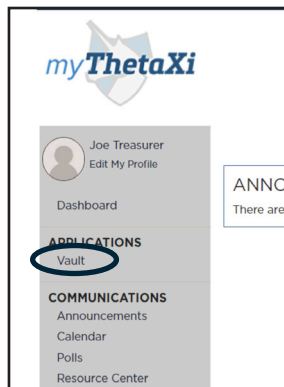 myThetaXi
Joe Treasurer
Edit My Profile
Dashboard
ANNO
There are
APPLICATIONS
Vault
COMMUNICATIONS
Announcements
Calendar
Polls
Resource Center